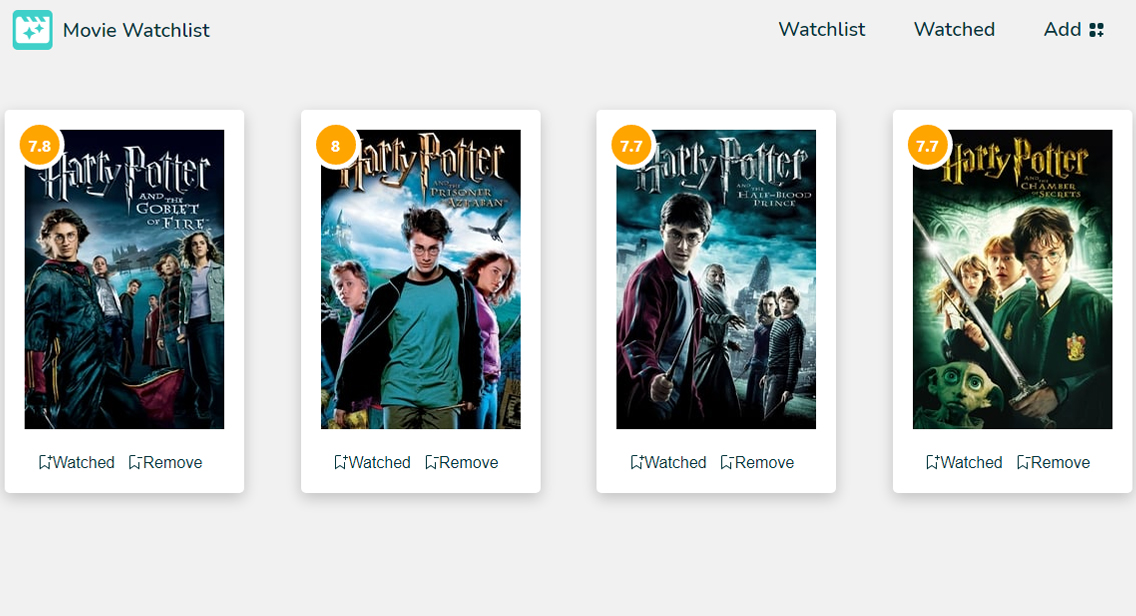 Movie Watchlist
Watchlist
Watched
Add
7.8
Harry Potter
AND THE
GOBLET
OF FIRE
Watched
Remove
8
Harry Potter
AND THE
PRISONER
OF AZKABAN
Watched
Remove
7.7
Harry Potter
AND THE
HALF-BLOOD
PRINCE
Watched
Remove
7.7
Harry Potter
AND THE
CHAMBER
OF SECRETS
Watched
Remove